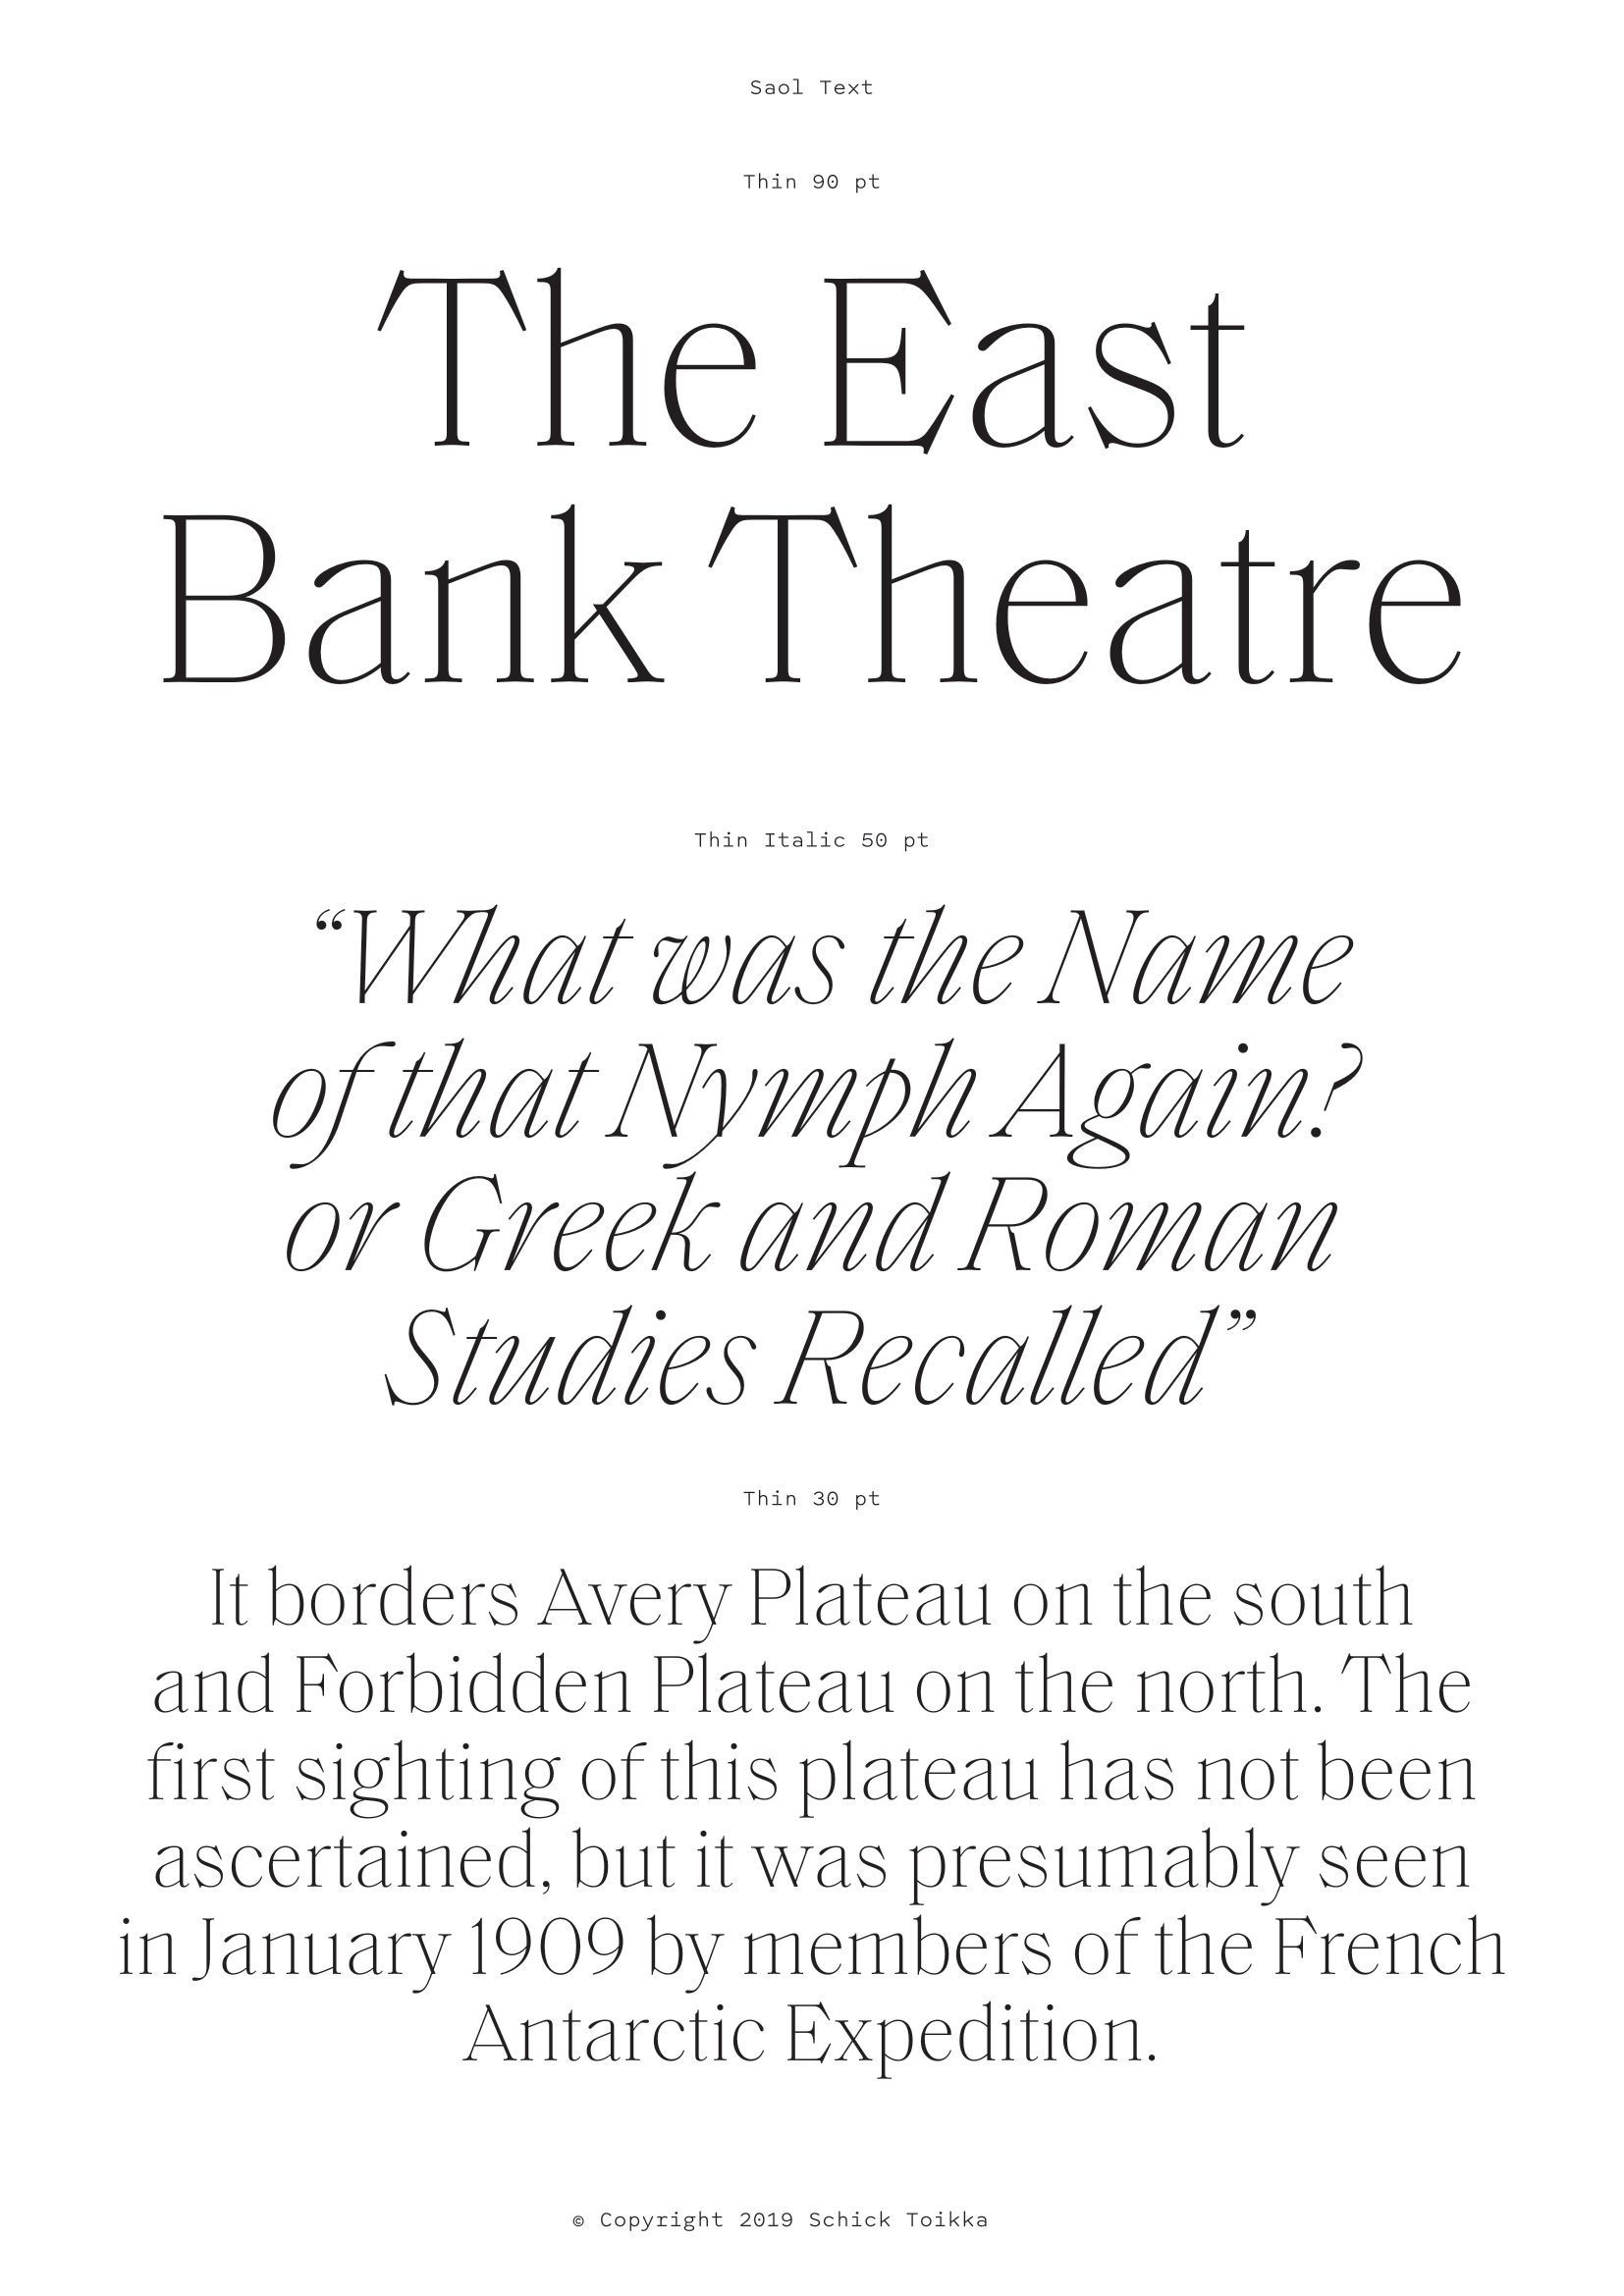 Saol Text
Thin 90 pt
The East
Bank Theatre
Thin Italic 50 pt
“What was the Name
of that Nymph Again?
or Greek and Roman
Studies Recalled”
Thin 30 pt
It borders Avery Plateau on the south
and Forbidden Plateau on the north. The
first sighting of this plateau has not been
ascertained, but it was presumably seen
in January 1909 by members of the French
Antarctic Expedition.
© Copyright 2019 Schick Toikka